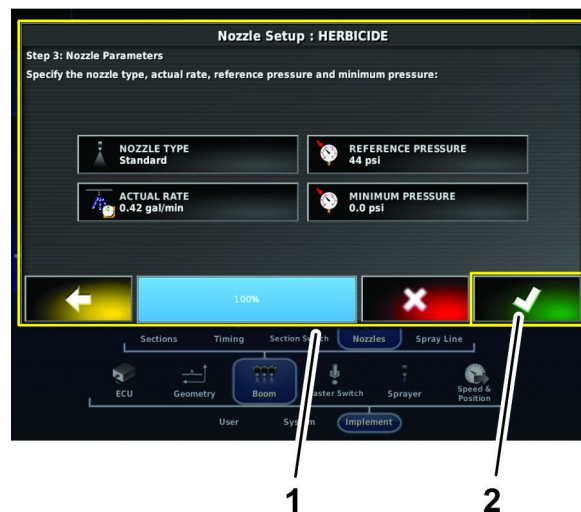 Nozzle Setup : HERBICIDE
Step 3: Nozzle Parameters
Specify the nozzle type, actual rate, reference pressure and minimum pressure:
NOZZLE TYPE
Standard
REFERENCE PRESSURE
44 psi
ACTUAL RATE
0.42 gal/min
MINIMUM PRESSURE
0.0 psi
100%
Sections Timing Section Nozzles Spray Line
ECU Geometry Boom Switch Sprayer Speed &
Position
User Implement
1 2